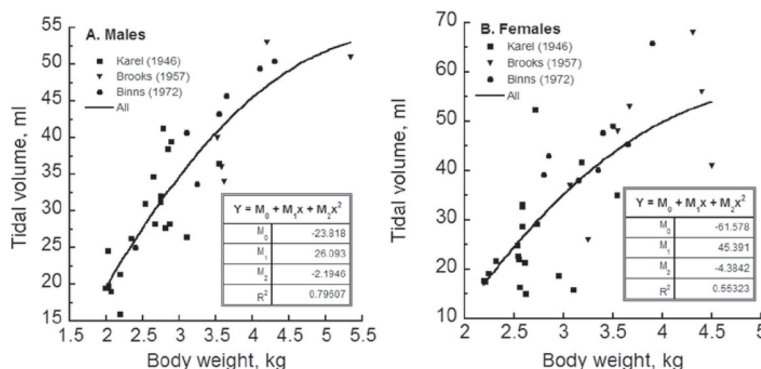 A. Males
Karel (1946)
Brooks (1957)
Binns (1972)
All
Tidal volume, ml
55
50
45
40
35
30
25
20
15
Y = M0 + M1x + M2x2
M0 -23.818
M1 26.093
M2 -2.1946
R2 0.79507
1.5 2 2.5 3 3.5 4 4.5 5 5.5
Body weight, kg
B. Females
Karel (1946)
Brooks (1957)
Binns (1972)
All
Tidal volume, ml
70
60
50
40
30
20
10
Y = M0 + M1x + M2x2
M0 -61.578
M1 45.391
M2 -4.3842
R2 0.55323
2 2.5 3 3.5 4 4.5 5
Body weight, kg